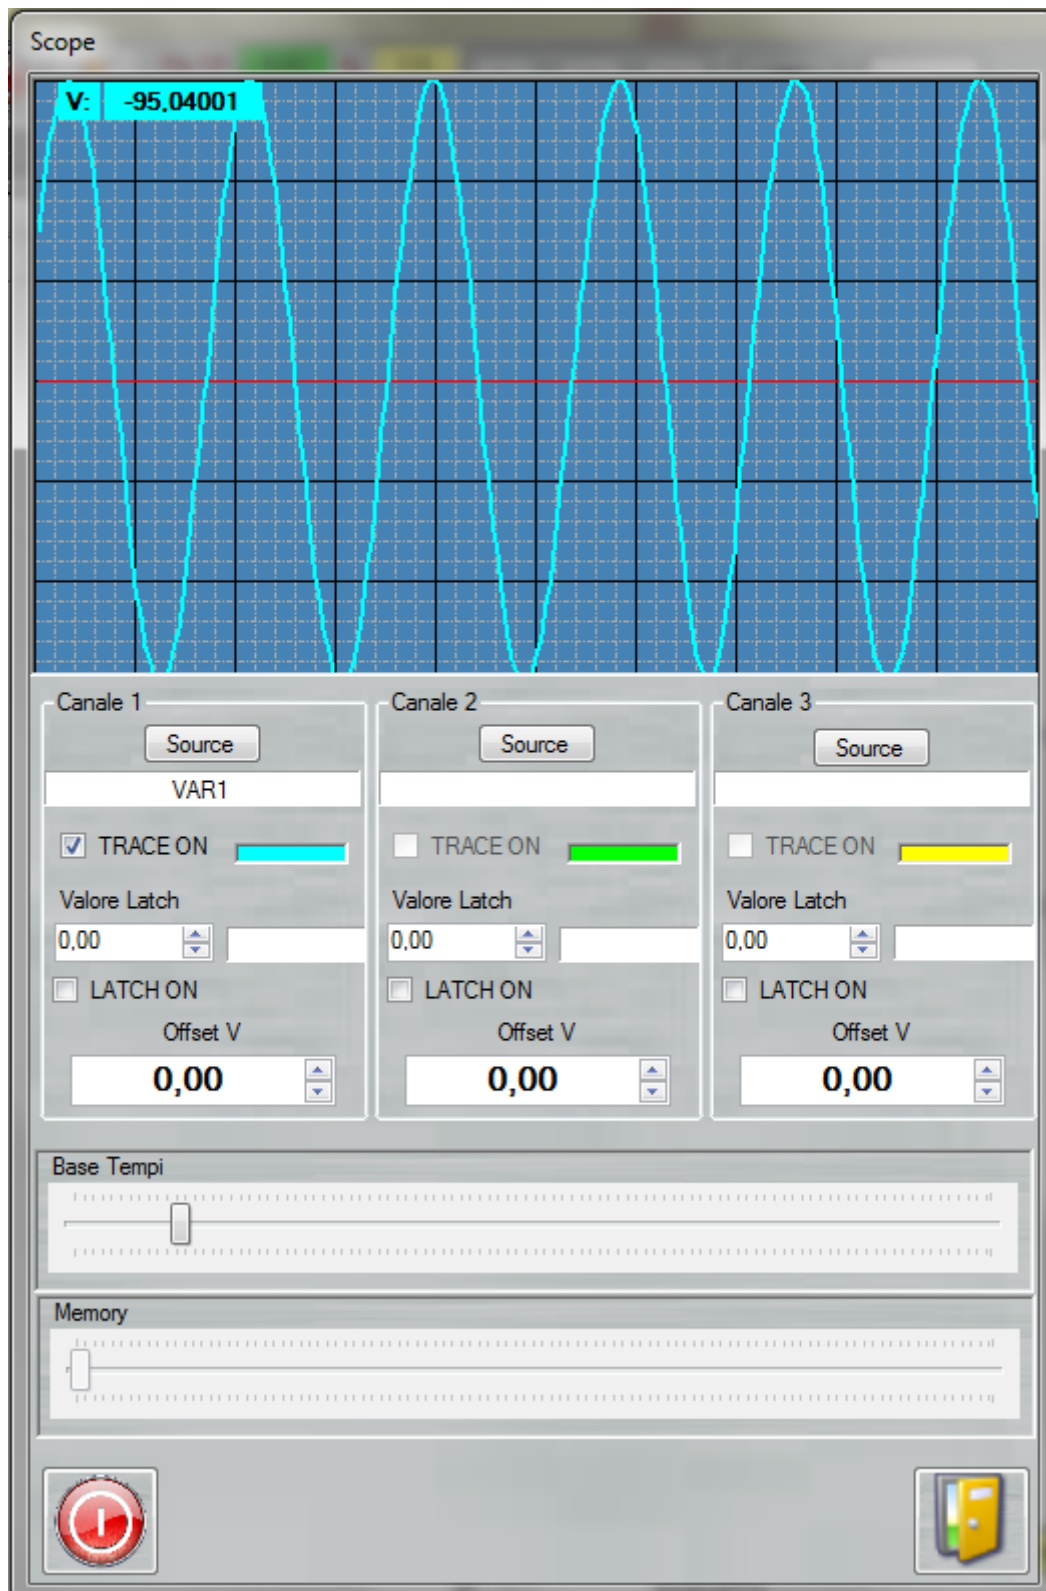 Scope
V: -95,04001
Canale 1 Canale 2 Canale 3
Source Source Source
VAR1
TRACE ON TRACE ON TRACE ON
Valore Latch Valore Latch Valore Latch
0,00 0,00 0,00
LATCH ON LATCH ON LATCH ON
Offset V Offset V Offset V
0,00 0,00 0,00
Base Tempi
Memory